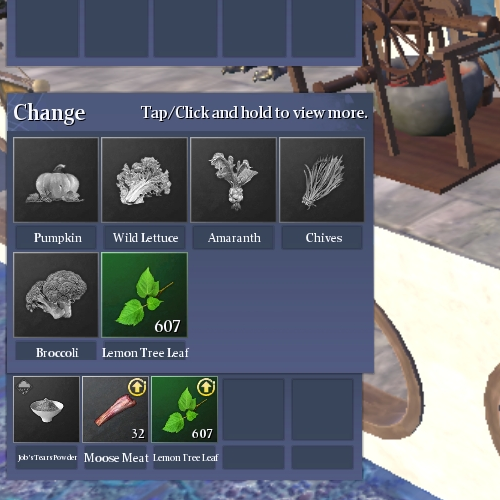 Change
Tap/Click and hold to view more.
Pumpkin
Wild Lettuce
Amaranth
Chives
607
Broccoli
Lemon Tree Leaf
32
607
Job's Tears Powder
Moose Meat
Lemon Tree Leaf